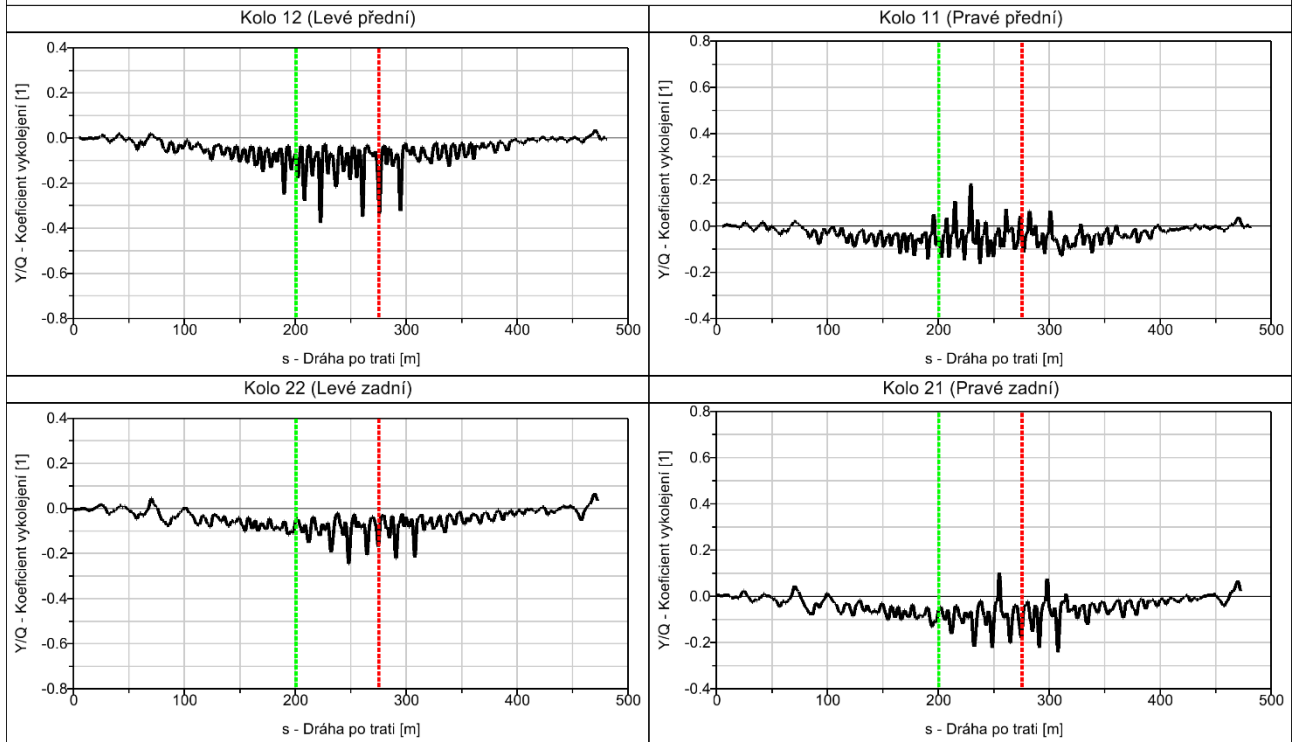 Kolo 12 (Levé přední)
Y/Q - Koeficient vykolejení [1]
0.4
0.2
0.0
-0.2
-0.4
-0.6
-0.8
0 100 200 300 400 500
s - Dráha po trati [m]
Kolo 11 (Pravé přední)
Y/Q - Koeficient vykolejení [1]
0.8
0.6
0.4
0.2
0.0
-0.2
-0.4
0 100 200 300 400 500
s - Dráha po trati [m]
Kolo 22 (Levé zadní)
Y/Q - Koeficient vykolejení [1]
0.4
0.2
0.0
-0.2
-0.4
-0.6
-0.8
0 100 200 300 400 500
s - Dráha po trati [m]
Kolo 21 (Pravé zadní)
Y/Q - Koeficient vykolejení [1]
0.8
0.6
0.4
0.2
0.0
-0.2
-0.4
0 100 200 300 400 500
s - Dráha po trati [m]